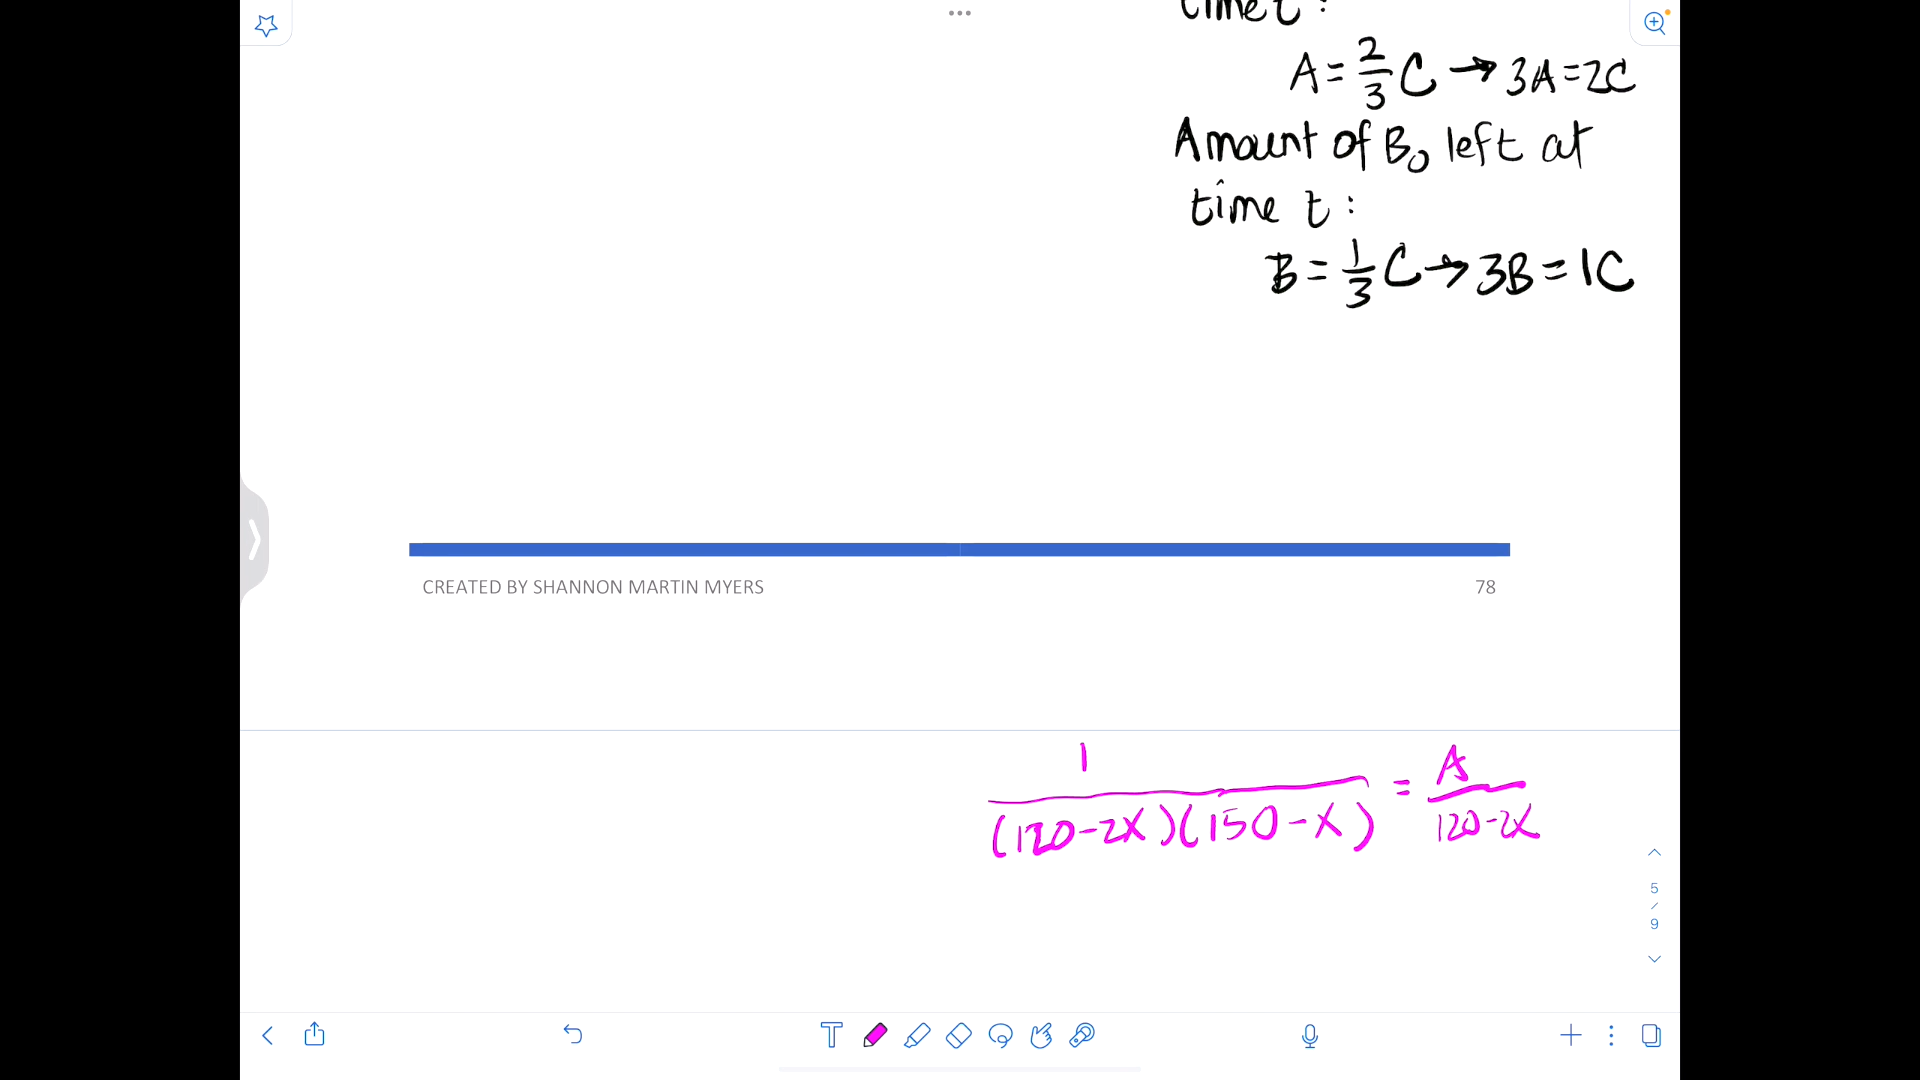 time t :
A = 2/3 C → 3A = 2C
Amount of B₀ left at
time t :
B = 1/3 C → 3B = 1C
CREATED BY SHANNON MARTIN MYERS
78
1/((120-2x)(150-x)) = A/(120-2x)
5
/
9
T